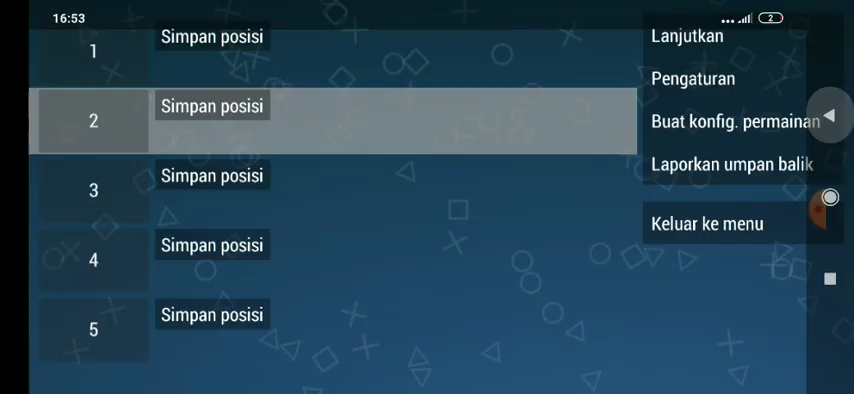 16:53
2
1
Simpan posisi
2
Simpan posisi
3
Simpan posisi
4
Simpan posisi
5
Simpan posisi
Lanjutkan
Pengaturan
Buat konfig. permainan
Laporkan umpan balik
Keluar ke menu